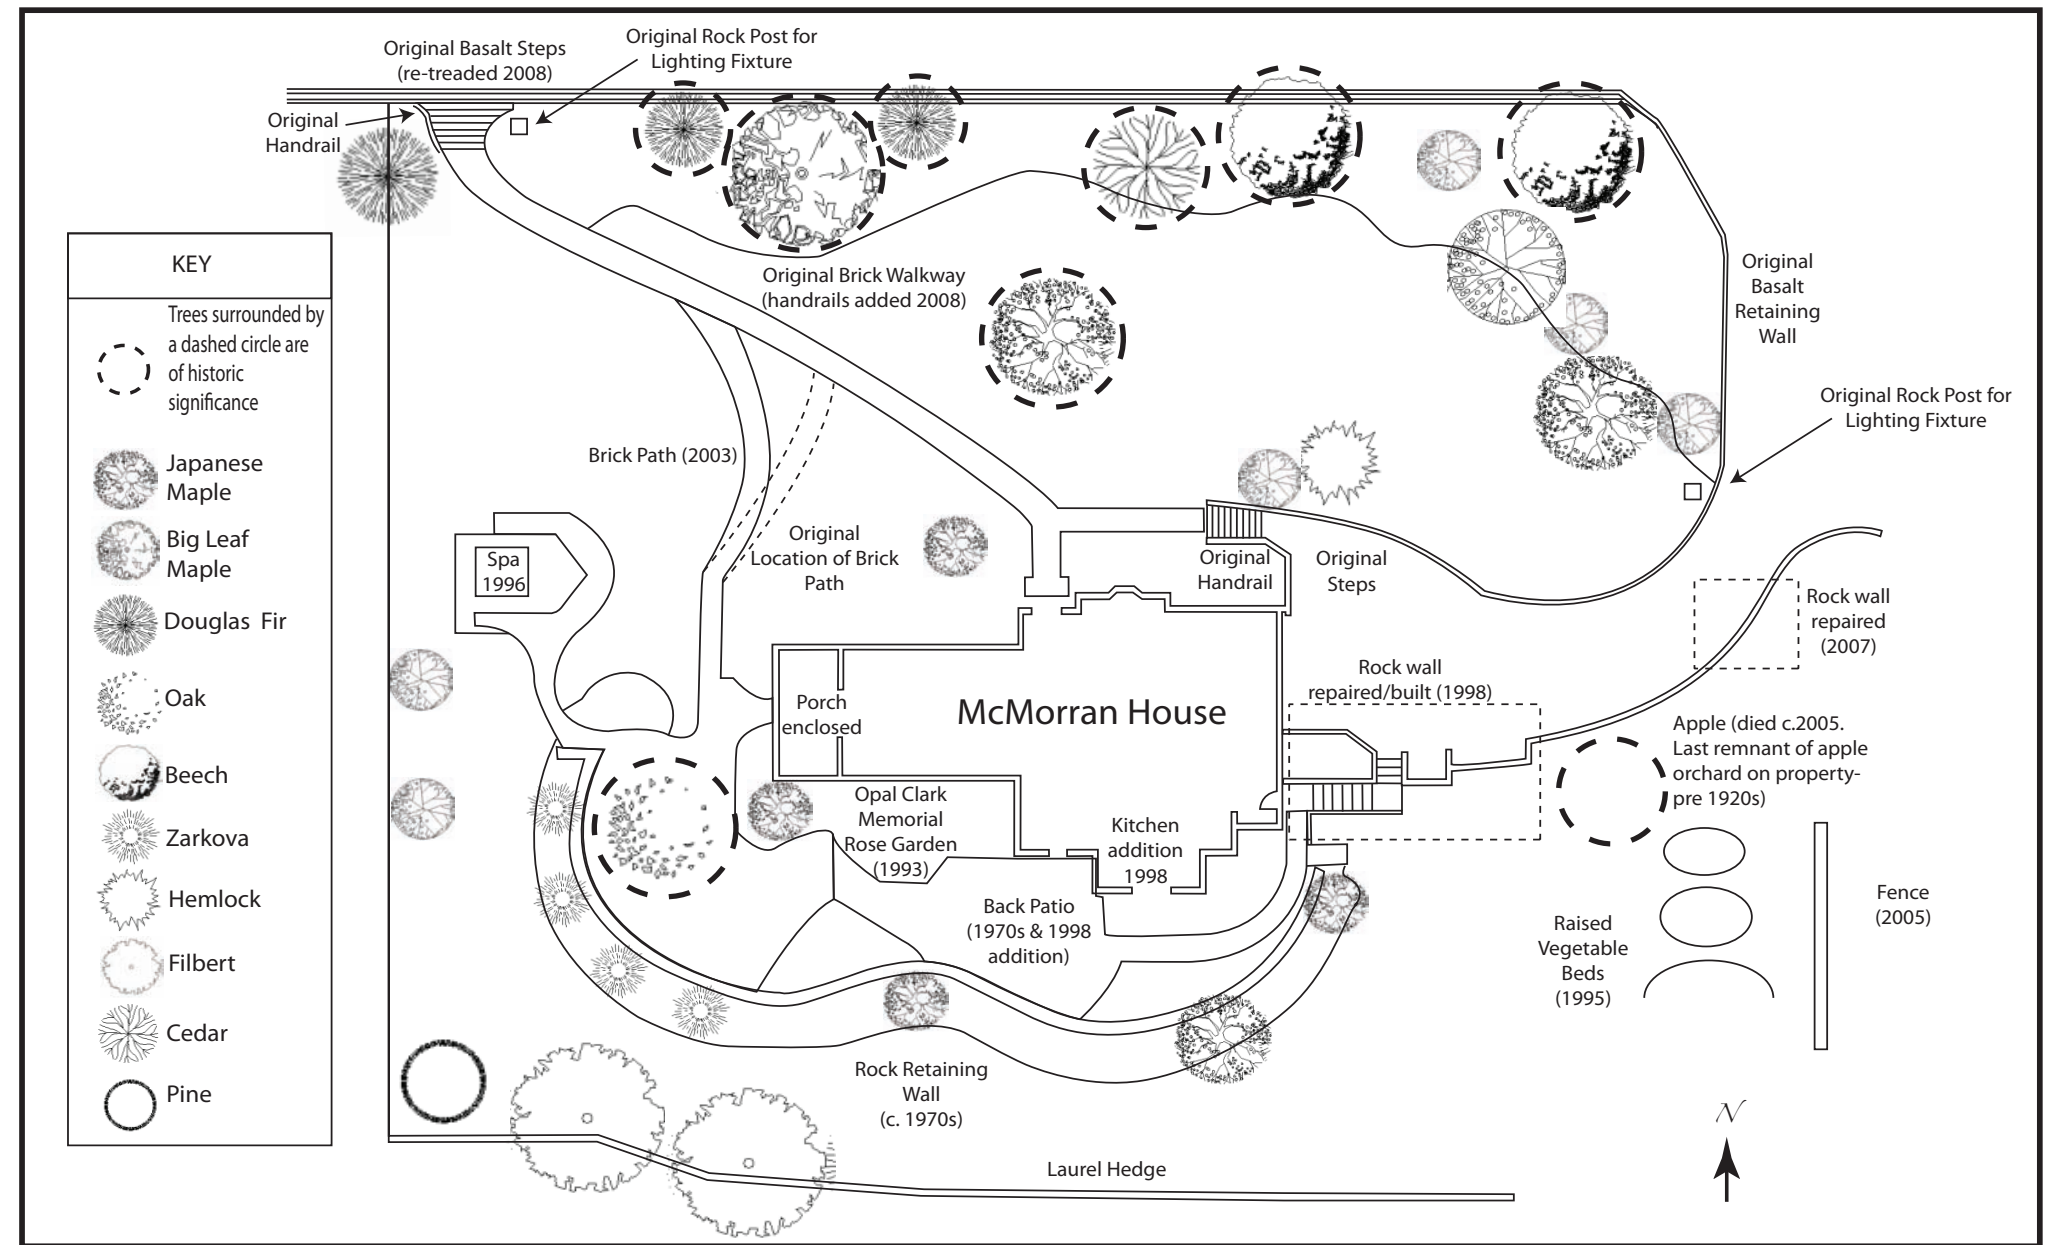 Original Basalt Steps
(re-treaded 2008)
Original Rock Post for
Lighting Fixture
Original
Handrail
KEY
Trees surrounded by
a dashed circle are
of historic
significance
Japanese
Maple
Big Leaf
Maple
Douglas Fir
Oak
Beech
Zarkova
Hemlock
Filbert
Cedar
Pine
Original Brick Walkway
(handrails added 2008)
Original
Basalt
Retaining
Wall
Original Rock Post for
Lighting Fixture
Brick Path (2003)
Original
Location of Brick
Path
Spa
1996
Original
Handrail
Original
Steps
Rock wall
repaired
(2007)
Rock wall
repaired/built (1998)
Porch
enclosed
McMorran House
Apple (died c.2005.
Last remnant of apple
orchard on property-
pre 1920s)
Opal Clark
Memorial
Rose Garden
(1993)
Kitchen
addition
1998
Back Patio
(1970s & 1998
addition)
Raised
Vegetable
Beds
(1995)
Fence
(2005)
Rock Retaining
Wall
(c. 1970s)
Laurel Hedge
N